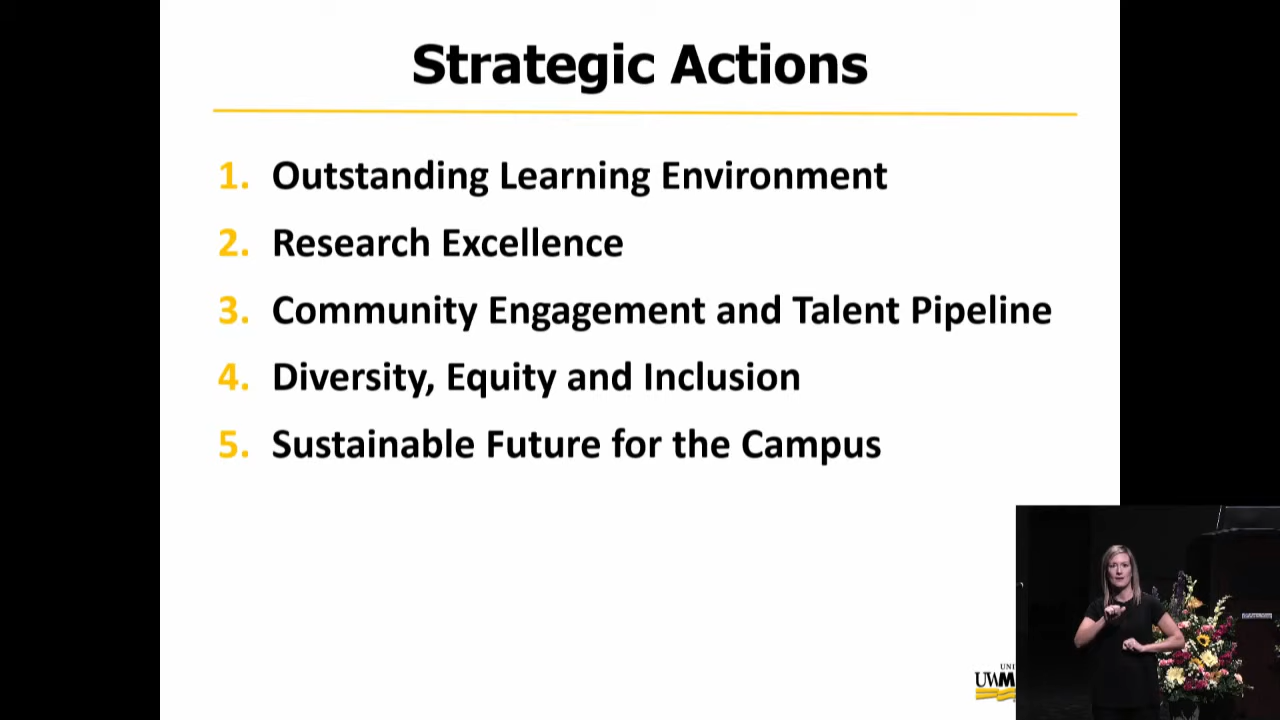 Strategic Actions
1. Outstanding Learning Environment
2. Research Excellence
3. Community Engagement and Talent Pipeline
4. Diversity, Equity and Inclusion
5. Sustainable Future for the Campus